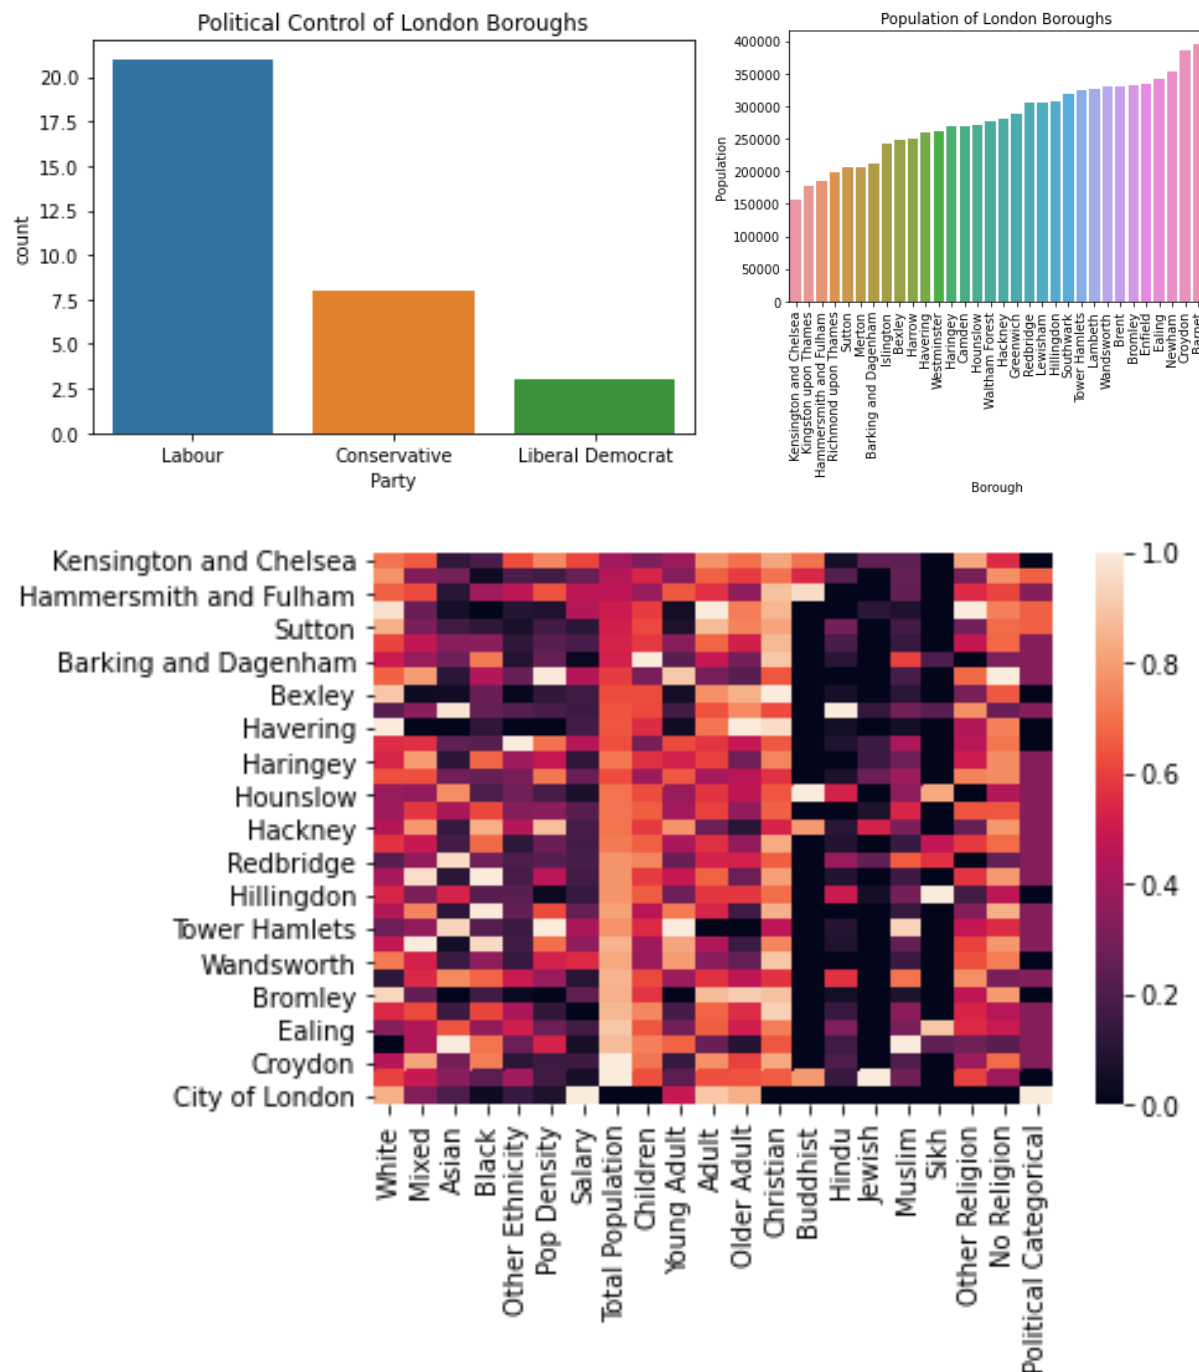 Political Control of London Boroughs
20.0
17.5
15.0
12.5
10.0
7.5
5.0
2.5
0.0
count
Labour
Conservative
Liberal Democrat
Party
Population of London Boroughs
400000
350000
300000
250000
200000
150000
100000
50000
0
Population
Kensington and Chelsea
Kingston upon Thames
Hammersmith and Fulham
Richmond upon Thames
Sutton
Merton
Barking and Dagenham
Islington
Bexley
Harrow
Havering
Westminster
Haringey
Camden
Hounslow
Waltham Forest
Hackney
Greenwich
Redbridge
Lewisham
Hillingdon
Southwark
Tower Hamlets
Lambeth
Wandsworth
Brent
Bromley
Enfield
Ealing
Newham
Croydon
Barnet
Borough
Kensington and Chelsea
Hammersmith and Fulham
Sutton
Barking and Dagenham
Bexley
Havering
Haringey
Hounslow
Hackney
Redbridge
Hillingdon
Tower Hamlets
Wandsworth
Bromley
Ealing
Croydon
City of London
White
Mixed
Asian
Black
Other Ethnicity
Pop Density
Salary
Total Population
Children
Young Adult
Adult
Older Adult
Christian
Buddhist
Hindu
Jewish
Muslim
Sikh
Other Religion
No Religion
Political Categorical
1.0
0.8
0.6
0.4
0.2
0.0